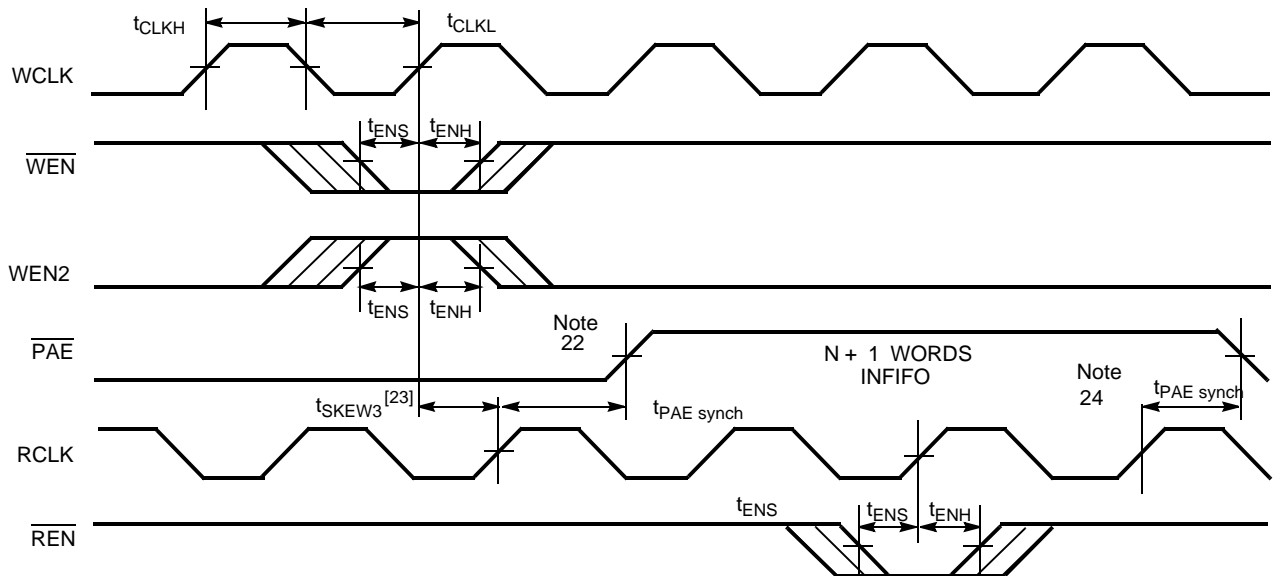 tCLKH
tCLKL
WCLK
tENS tENH
WEN
WEN2
tENS tENH
Note
22
PAE
N + 1 WORDS
INFIFO
Note
24
tSKEW3[23]
tPAE synch
tPAE synch
RCLK
tENS
tENS tENH
REN